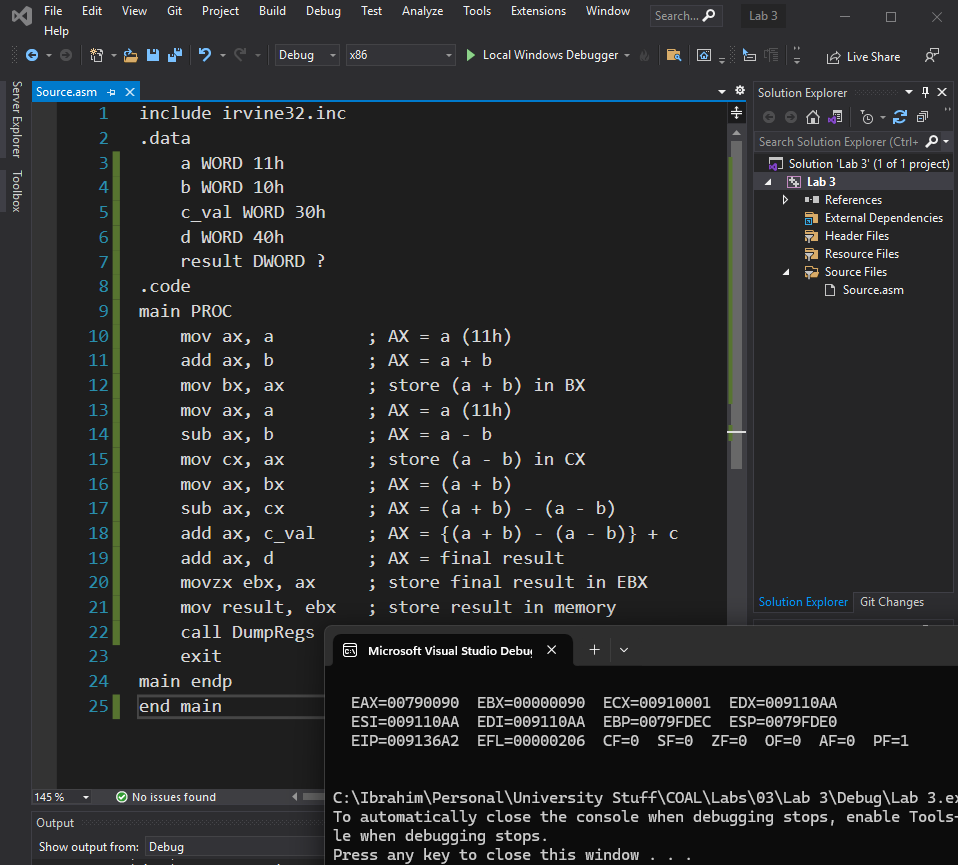 File Edit View Git Project Build Debug Test Analyze Tools Extensions Window Search... Lab 3
Help
Debug x86 Local Windows Debugger Live Share
Server Explorer
Toolbox
Source.asm
1 include irvine32.inc
2 .data
3 a WORD 11h
4 b WORD 10h
5 c_val WORD 30h
6 d WORD 40h
7 result DWORD ?
8 .code
9 main PROC
10 mov ax, a ; AX = a (11h)
11 add ax, b ; AX = a + b
12 mov bx, ax ; store (a + b) in BX
13 mov ax, a ; AX = a (11h)
14 sub ax, b ; AX = a - b
15 mov cx, ax ; store (a - b) in CX
16 mov ax, bx ; AX = (a + b)
17 sub ax, cx ; AX = (a + b) - (a - b)
18 add ax, c_val ; AX = {(a + b) - (a - b)} + c
19 add ax, d ; AX = final result
20 movzx ebx, ax ; store final result in EBX
21 mov result, ebx ; store result in memory
22 call DumpRegs
23 exit
24 main endp
25 end main
145 % No issues found
Output
Show output from: Debug
Solution Explorer
Search Solution Explorer (Ctrl+
Solution 'Lab 3' (1 of 1 project)
Lab 3
References
External Dependencies
Header Files
Resource Files
Source Files
Source.asm
Solution Explorer Git Changes
Microsoft Visual Studio Debug
EAX=00790090 EBX=00000090 ECX=00910001 EDX=009110AA
ESI=009110AA EDI=009110AA EBP=0079FDEC ESP=0079FDE0
EIP=009136A2 EFL=00000206 CF=0 SF=0 ZF=0 OF=0 AF=0 PF=1
C:\Ibrahim\Personal\University Stuff\COAL\Labs\03\Lab 3\Debug\Lab 3.ex
To automatically close the console when debugging stops, enable Tools-
le when debugging stops.
Press any key to close this window . . .